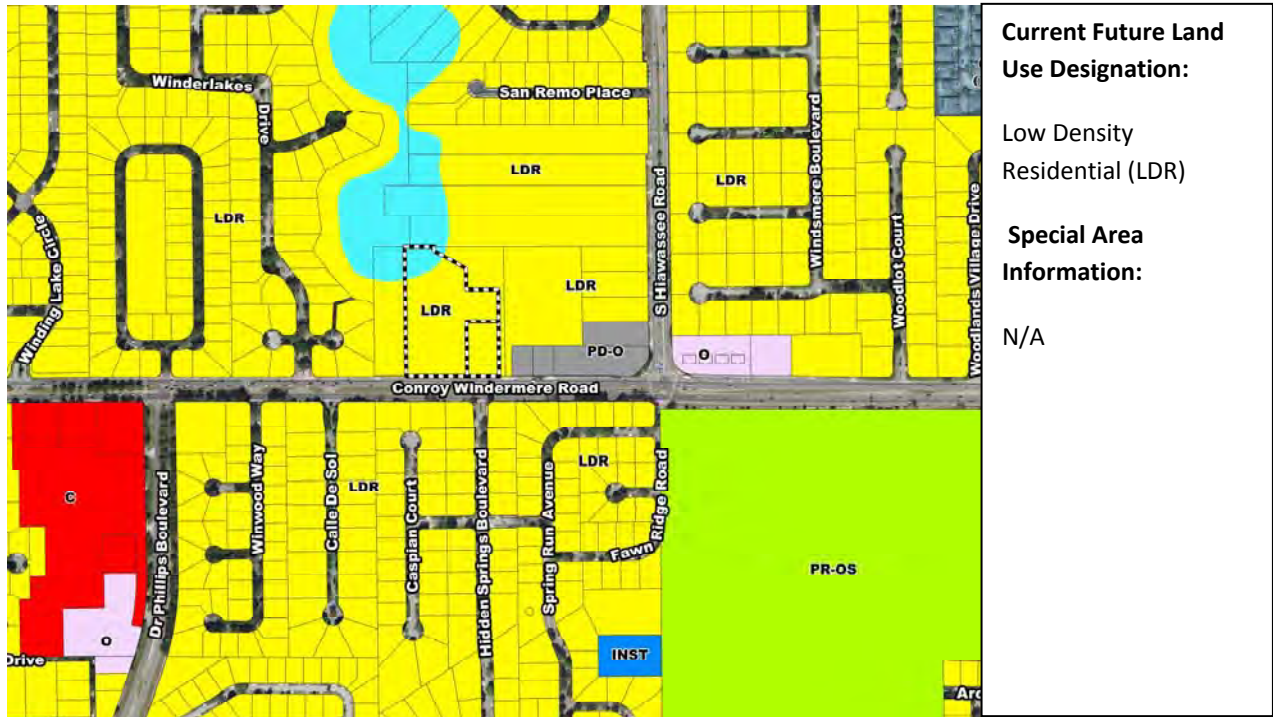 Winderlakes
Drive
San Remo Place
LDR
LDR
LDR
S Hiawassee Road
Windsmere Boulevard
Woodlot Court
Woodlands Village Drive
Winding Lake Circle
LDR
LDR
PD-O
O
Conroy Windermere Road
C
Dr Phillips Boulevard
Winwood Way
Calle De Sol
LDR
Caspian Court
Hidden Springs Boulevard
Spring Run Avenue
LDR
Fawn Ridge Road
PR-OS
O
INST
Drive
Arc
Current Future Land
Use Designation:
Low Density
Residential (LDR)
Special Area
Information:
N/A